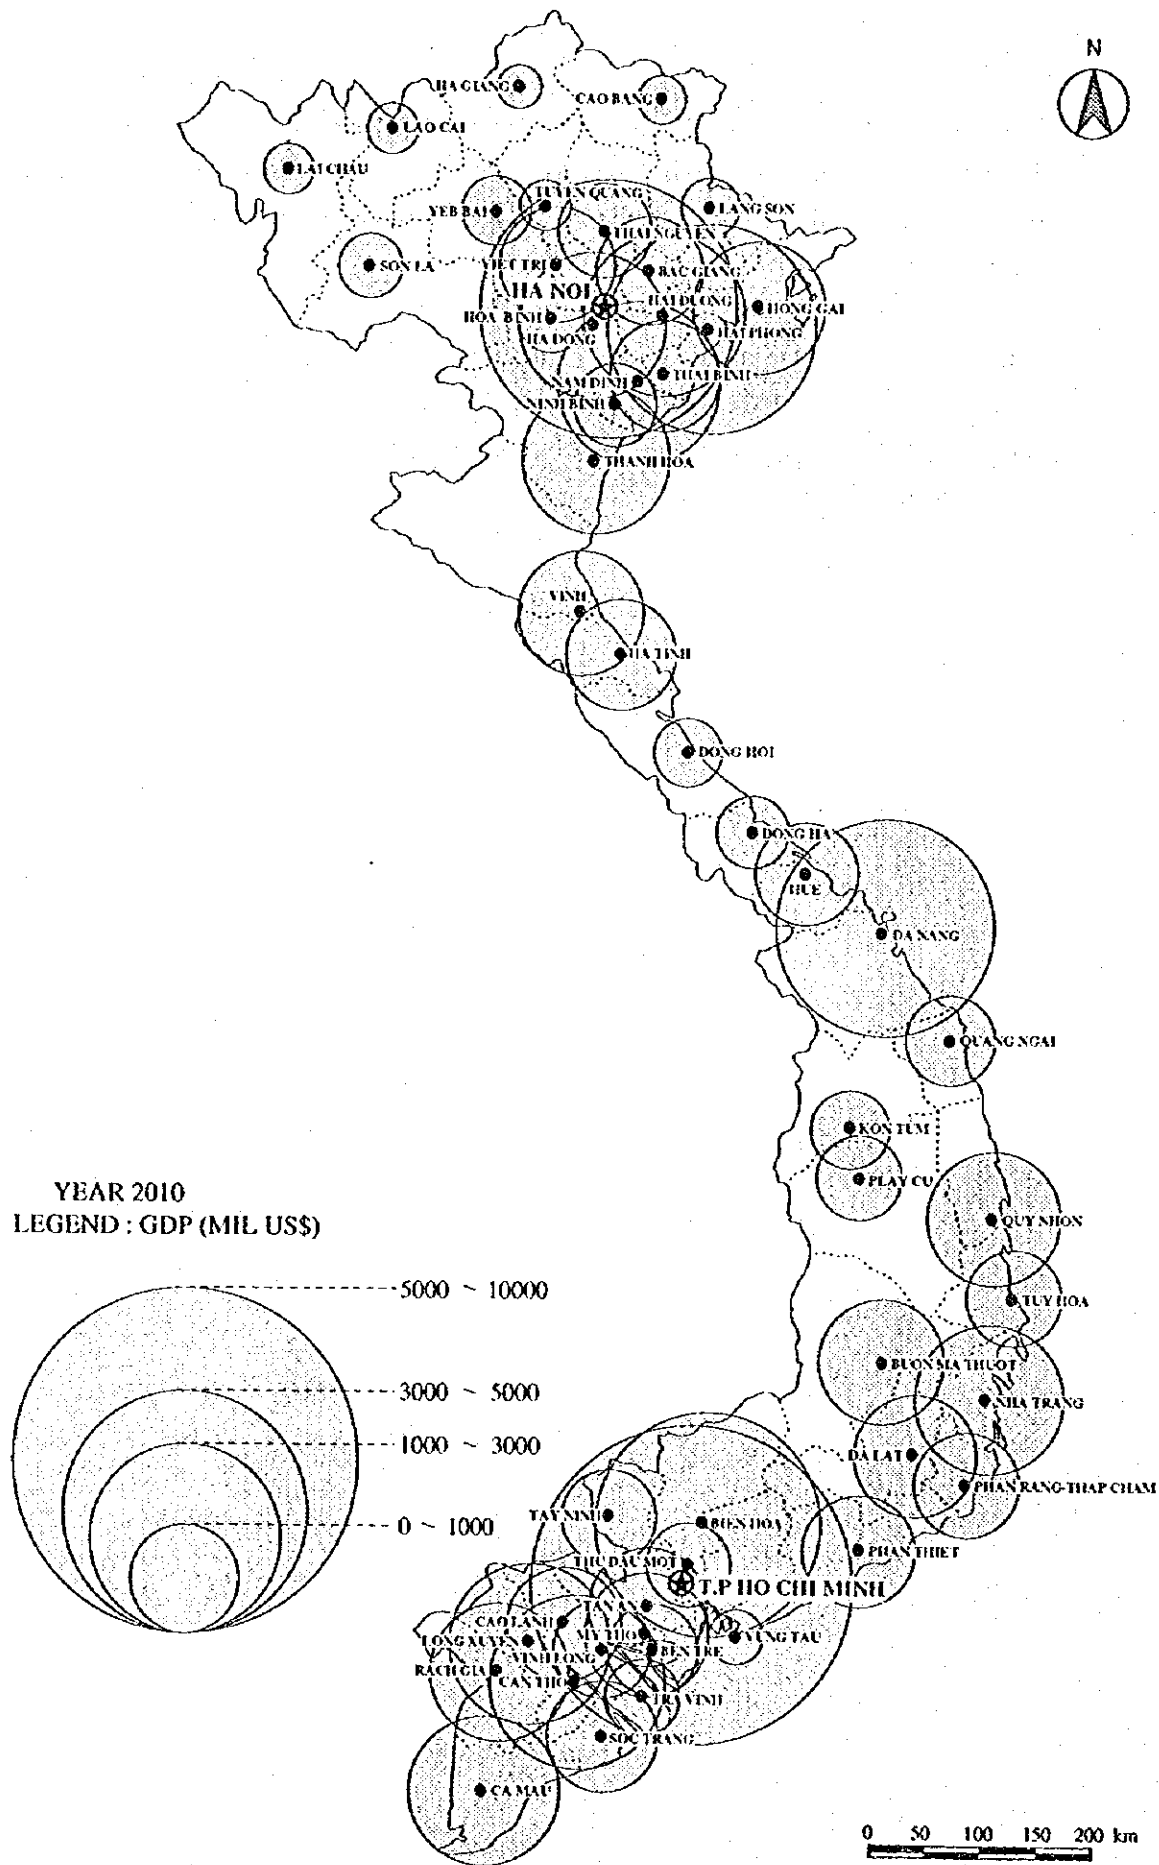 N
HA GIANG
CAO BANG
LAO CAI
LAI CHAU
TUYEN QUANG
YEB BAI
LANG SON
THAI NGUYEN
SON LA
VIET TRI
BAC GIANG
HA NOI
HAI DUONG
HONG GAI
HOA BINH
HAI PHONG
HA DONG
THAI BINH
NAM DINH
NINH BINH
THANH HOA
VINH
HA TINH
DONG HOI
DONG HA
HUE
DA NANG
QUANG NGAI
KON TUM
PLAY CU
YEAR 2010
LEGEND : GDP (MIL US$)
QUY NHON
5000 ~ 10000
TUY HOA
BUON MA THUOT
3000 ~ 5000
NHA TRANG
1000 ~ 3000
DA LAT
PHAN RANG-THAP CHAM
0 ~ 1000
TAY NINH
BIEN HOA
PHAN THIET
THU DAU MOT
T.P HO CHI MINH
TAN AN
CAO LANH
MY THO
VUNG TAU
LONG XUYEN
VINH LONG
BEN TRE
RACH GIA
CAN THO
TRA VINH
SOC TRANG
CA MAU
0 50 100 150 200 km